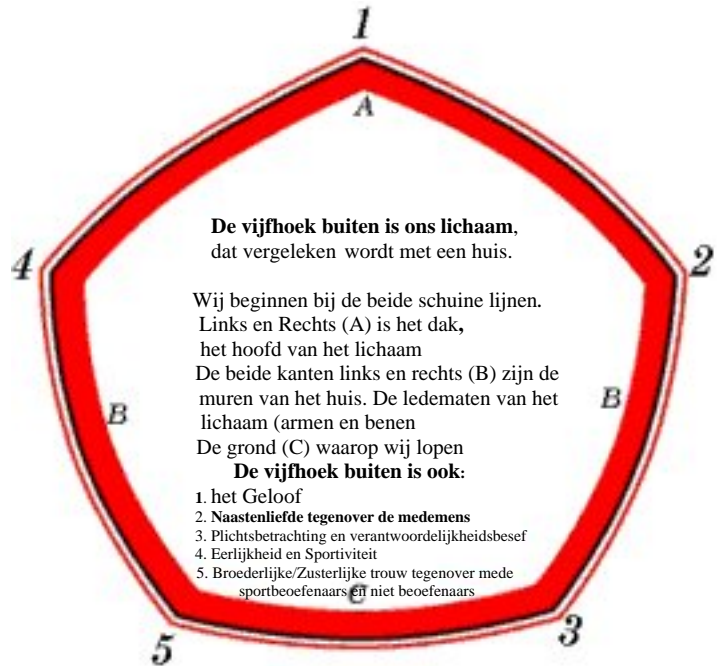 1
A
De vijfhoek buiten is ons lichaam,
dat vergeleken wordt met een huis.
4
2
Wij beginnen bij de beide schuine lijnen.
Links en Rechts (A) is het dak,
het hoofd van het lichaam
De beide kanten links en rechts (B) zijn de
muren van het huis. De ledematen van het
B
B
lichaam (armen en benen
De grond (C) waarop wij lopen
De vijfhoek buiten is ook:
1. het Geloof
2. Naastenliefde tegenover de medemens
3. Plichtsbetrachting en verantwoordelijkheidsbesef
4. Eerlijkheid en Sportiviteit
5. Broederlijke/Zusterlijke trouw tegenover mede
sportbeoefenaars en niet beoefenaars
C
5
3